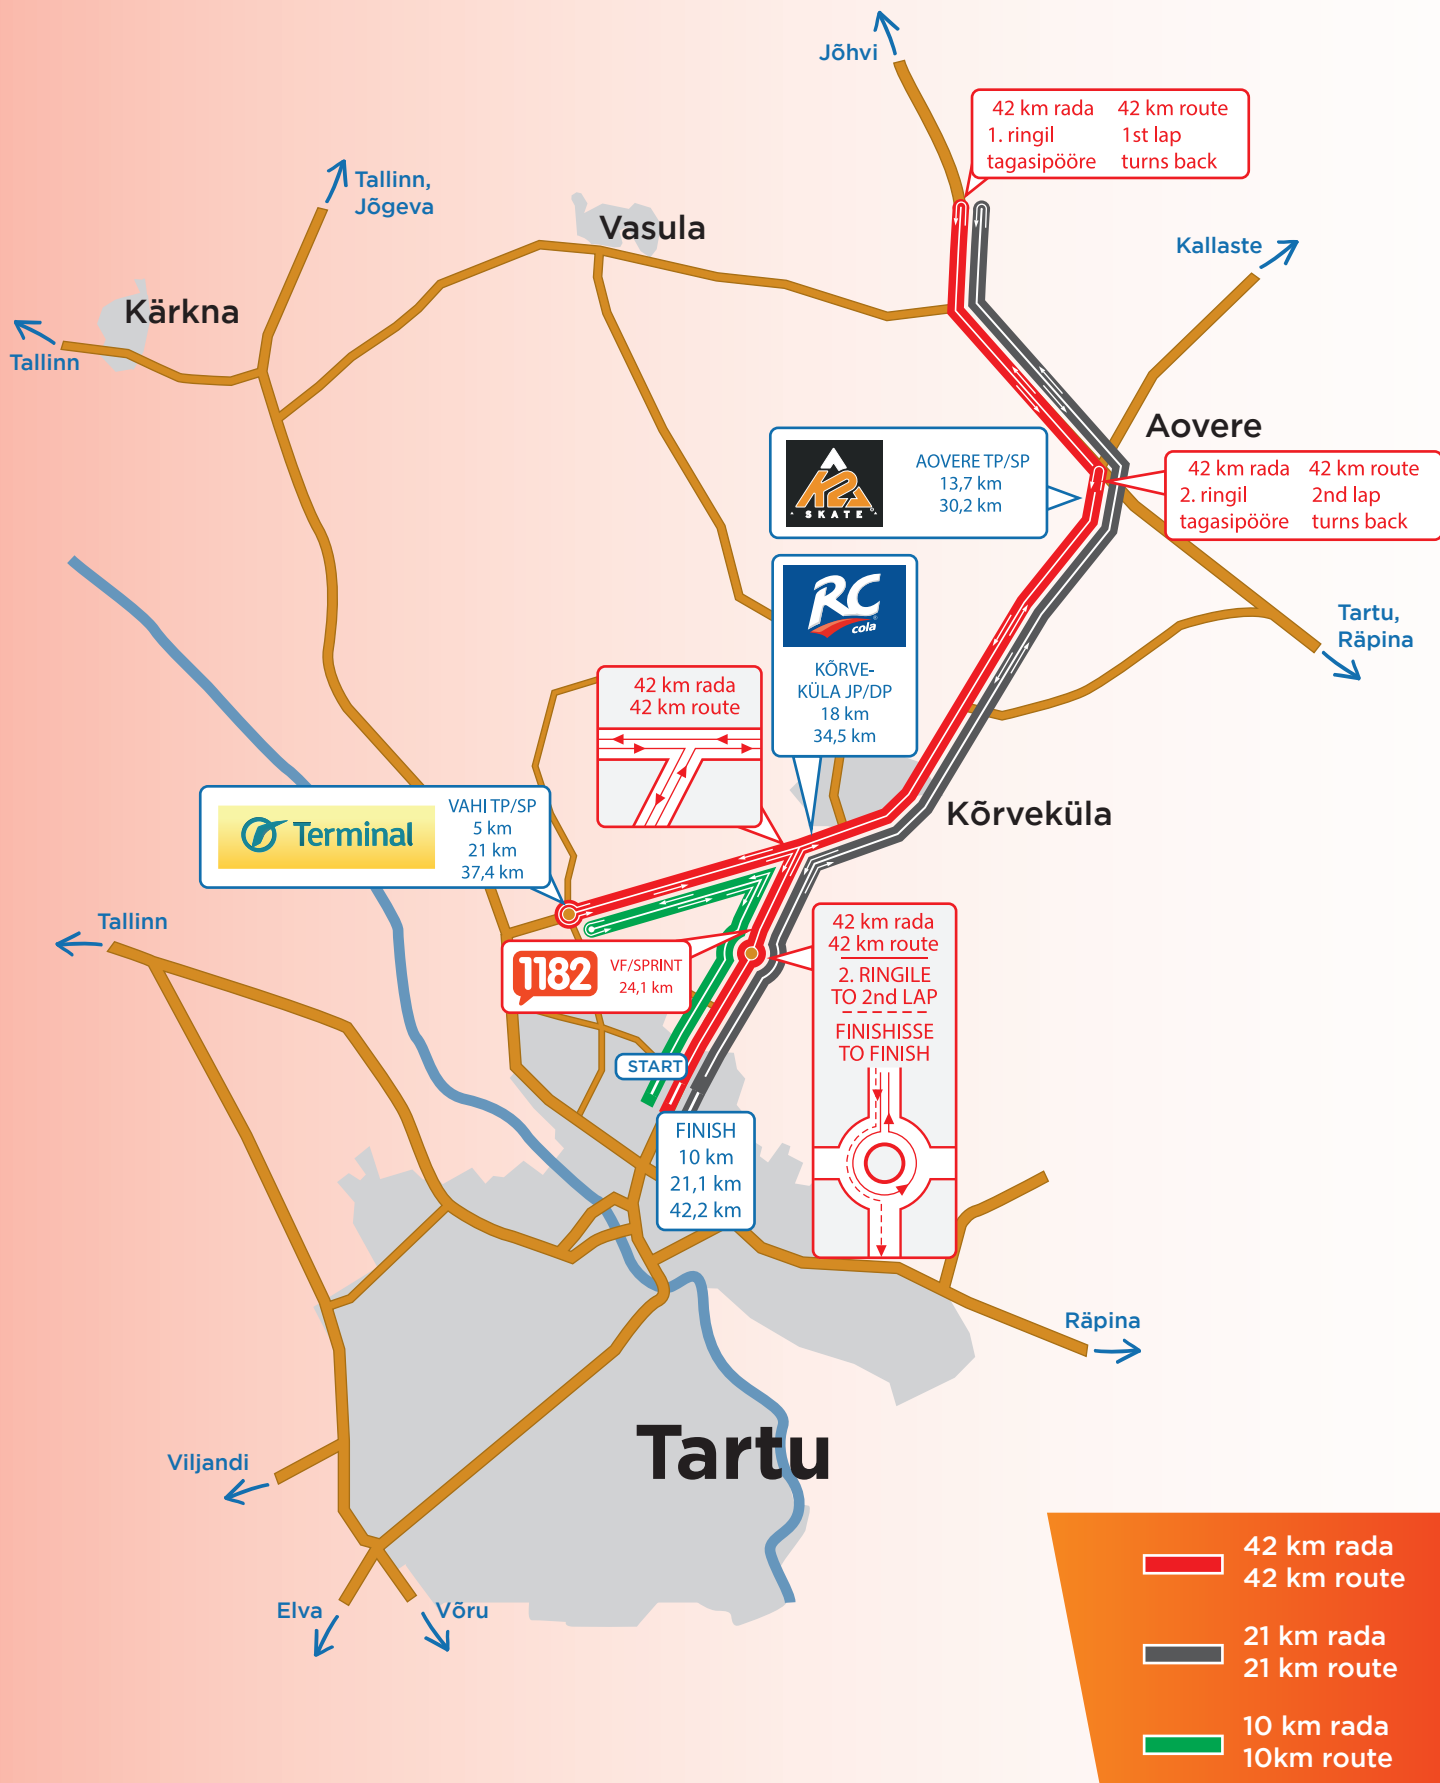 Jõhvi
42 km rada 42 km route
1. ringil 1st lap
tagasipööre turns back
Tallinn,
Jõgeva
Vasula
Kallaste
Kärkna
Tallinn
Aovere
K2
SKATE
AOVERE TP/SP
13,7 km
30,2 km
42 km rada 42 km route
2. ringil 2nd lap
tagasipööre turns back
RC
cola
KÕRVE-
KÜLA JP/DP
18 km
34,5 km
Tartu,
Räpina
42 km rada
42 km route
Kõrveküla
Terminal
VAHI TP/SP
5 km
21 km
37,4 km
Tallinn
1182
VF/SPRINT
24,1 km
42 km rada
42 km route
2. RINGILE
TO 2nd LAP
FINISHISSE
TO FINISH
START
FINISH
10 km
21,1 km
42,2 km
Räpina
Tartu
Viljandi
Elva
Võru
42 km rada
42 km route
21 km rada
21 km route
10 km rada
10km route